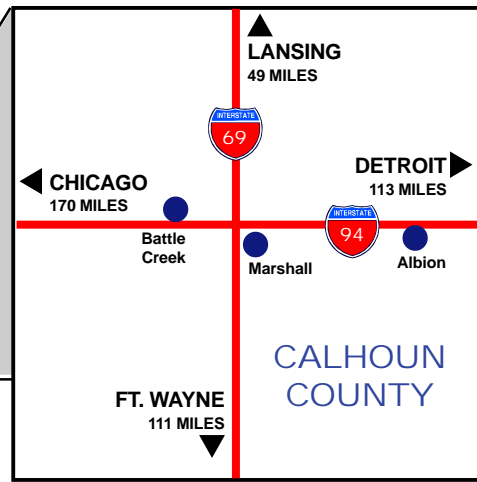 LANSING
49 MILES
INTERSTATE
69
DETROIT
113 MILES
CHICAGO
170 MILES
INTERSTATE
94
Battle
Creek
Marshall
Albion
CALHOUN
COUNTY
FT. WAYNE
111 MILES